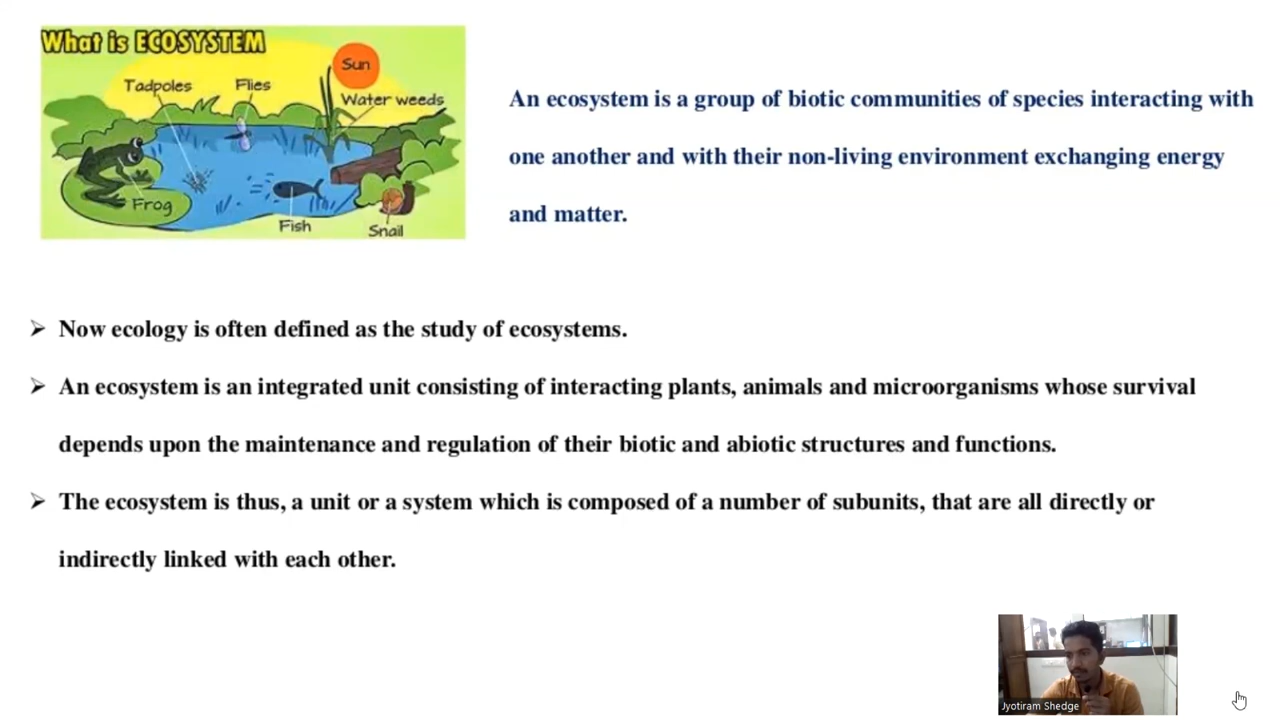 What is ECOSYSTEM
Sun
Tadpoles
Flies
Water weeds
Frog
Fish
Snail
An ecosystem is a group of biotic communities of species interacting with
one another and with their non-living environment exchanging energy
and matter.
➢ Now ecology is often defined as the study of ecosystems.
➢ An ecosystem is an integrated unit consisting of interacting plants, animals and microorganisms whose survival
depends upon the maintenance and regulation of their biotic and abiotic structures and functions.
➢ The ecosystem is thus, a unit or a system which is composed of a number of subunits, that are all directly or
indirectly linked with each other.
Jyotiram Shedge